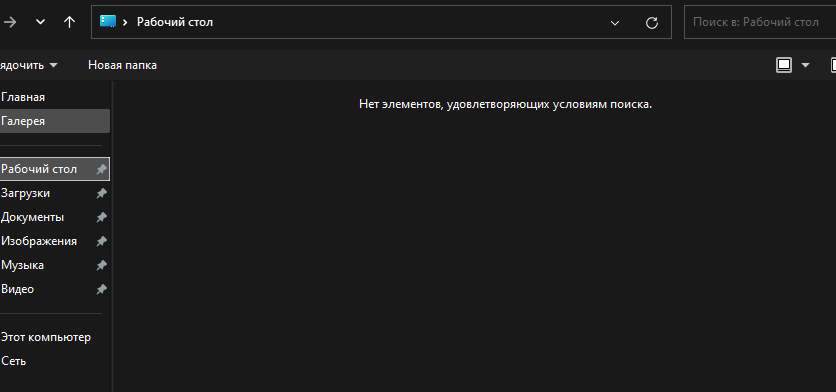 Рабочий стол
Поиск в: Рабочий стол
ядочить Новая папка
Нет элементов, удовлетворяющих условиям поиска.
Главная
Галерея
Рабочий стол
Загрузки
Документы
Изображения
Музыка
Видео
Этот компьютер
Сеть